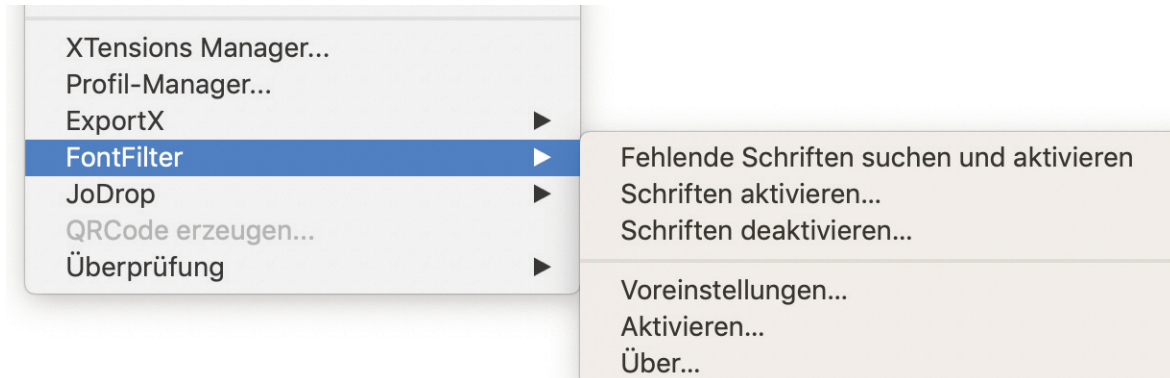 XTensions Manager...
Profil-Manager...
ExportX
FontFilter
JoDrop
QRCode erzeugen...
Überprüfung
Fehlende Schriften suchen und aktivieren
Schriften aktivieren...
Schriften deaktivieren...
Voreinstellungen...
Aktivieren...
Über...